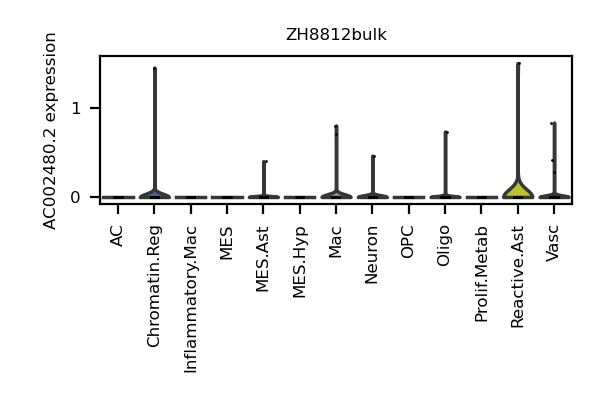 ZH8812bulk
AC002480.2 expression
1
0
AC
Chromatin.Reg
Inflammatory.Mac
MES
MES.Ast
MES.Hyp
Mac
Neuron
OPC
Oligo
Prolif.Metab
Reactive.Ast
Vasc